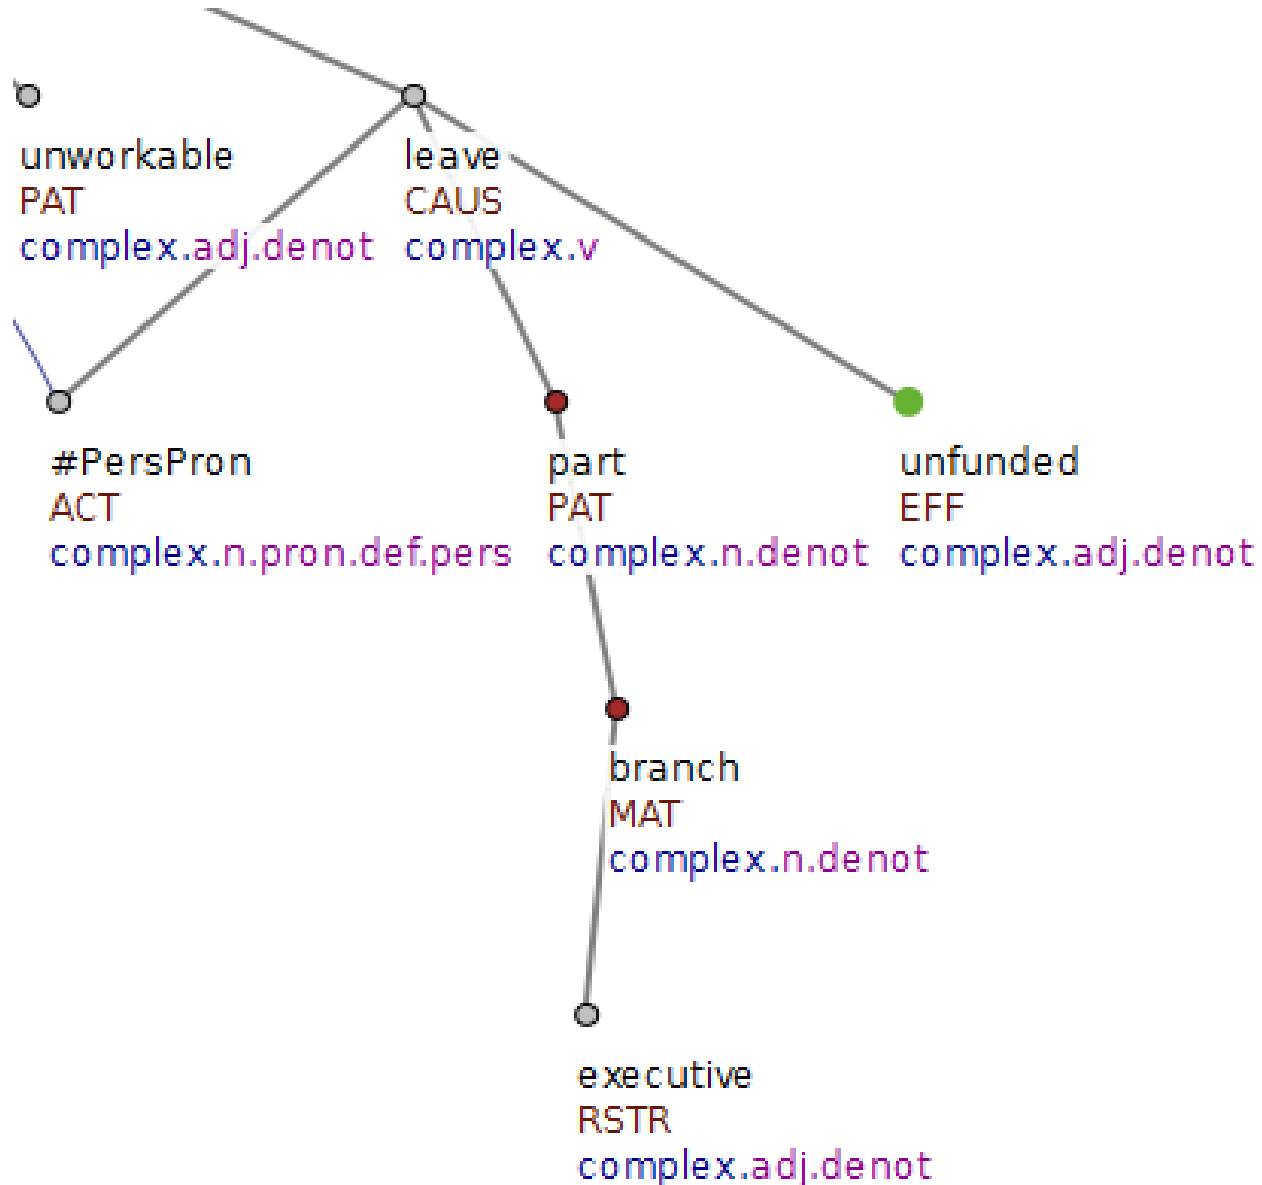 unworkable
PAT
complex.adj.denot
leave
CAUS
complex.v
#PersPron
ACT
complex.n.pron.def.pers
part
PAT
complex.n.denot
unfunded
EFF
complex.adj.denot
branch
MAT
complex.n.denot
executive
RSTR
complex.adj.denot